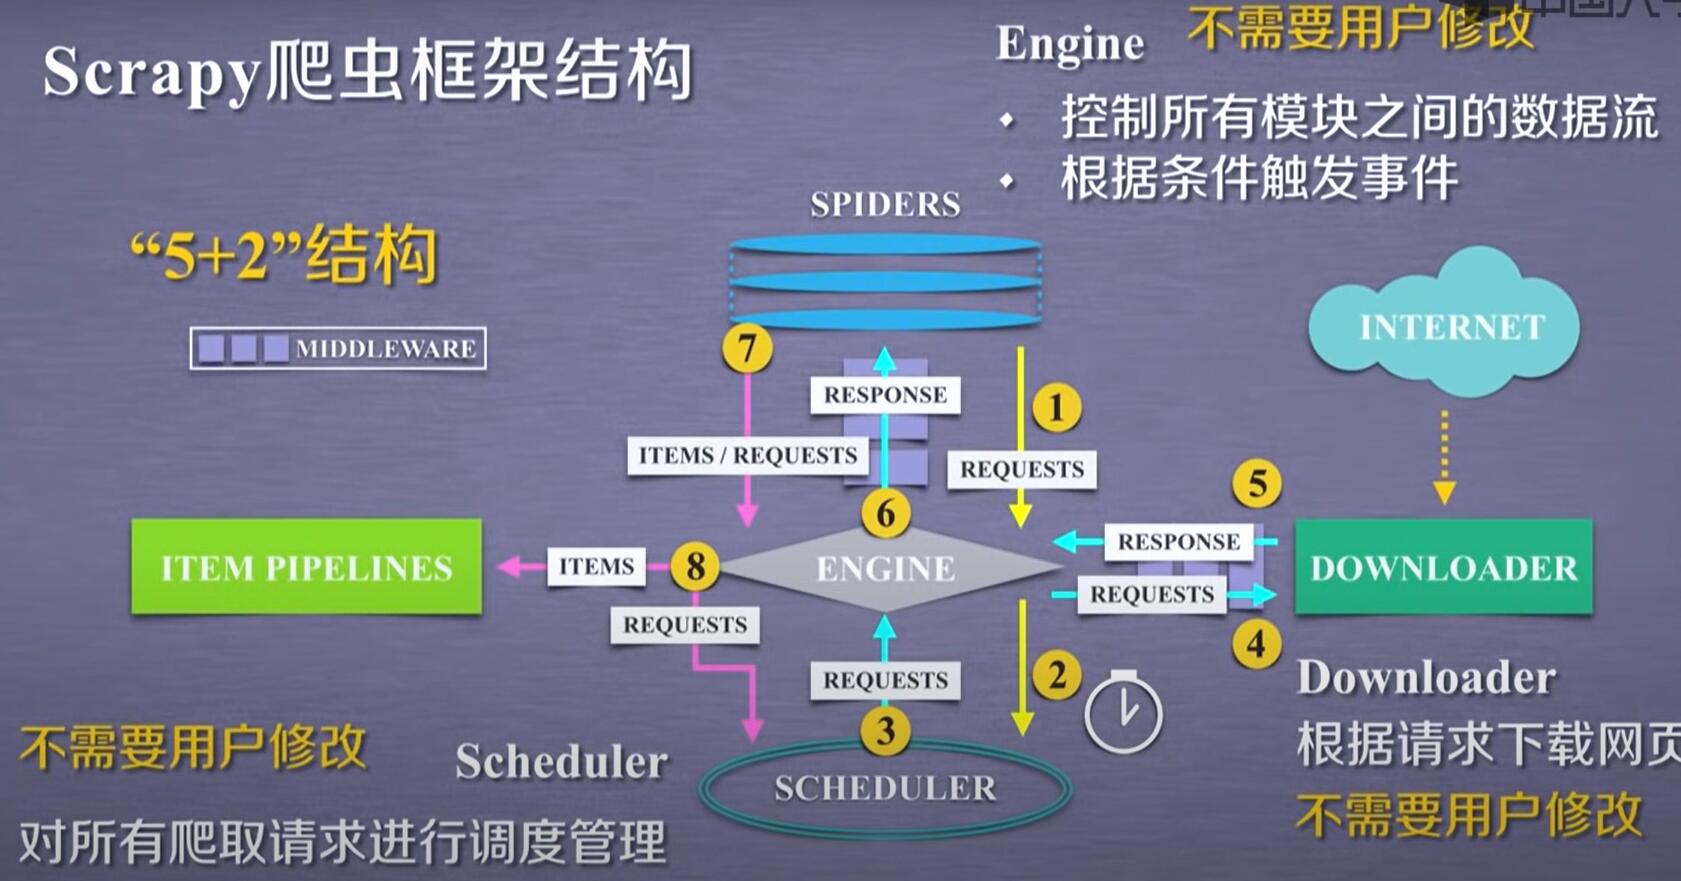 Scrapy爬虫框架结构
Engine 不需要用户修改
控制所有模块之间的数据流
根据条件触发事件
“5+2”结构
MIDDLEWARE
SPIDERS
INTERNET
7
RESPONSE
1
ITEMS / REQUESTS
REQUESTS
6
5
ITEM PIPELINES
ITEMS
8
ENGINE
RESPONSE
REQUESTS
DOWNLOADER
REQUESTS
4
REQUESTS
2
3
SCHEDULER
Downloader
根据请求下载网页
不需要用户修改
不需要用户修改
Scheduler
对所有爬取请求进行调度管理